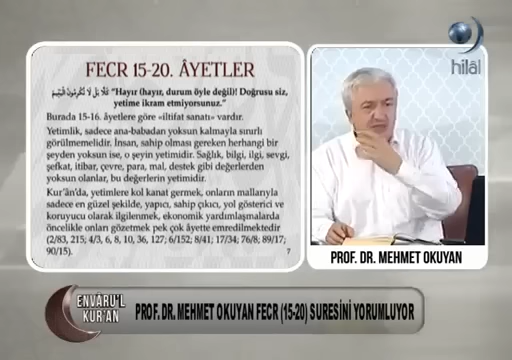 hilâl
FECR 15-20. ÂYETLER
كَلَّا بَلْ لَا تُكْرِمُونَ الْيَتِيمَ "Hayır (hayır, durum öyle değil)! Doğrusu siz,
yetime ikram etmiyorsunuz."
Burada 15-16. âyetlere göre «iltifat sanatı» vardır.
Yetimlik, sadece ana-babadan yoksun kalmayla sınırlı
görülmemelidir. İnsan, sahip olması gereken herhangi bir
şeyden yoksun ise, o şeyin yetimidir. Sağlık, bilgi, ilgi, sevgi,
şefkat, itibar, çevre, para, mal, destek gibi değerlerden
yoksun olanlar, bu değerlerin yetimidir.
Kur'ân'da, yetimlere kol kanat germek, onların mallarıyla
sadece en güzel şekilde, yapıcı, sahip çıkıcı, yol gösterici ve
koruyucu olarak ilgilenmek, ekonomik yardımlaşmalarda
öncelikle onları gözetmek pek çok âyette emredilmektedir
(2/83, 215; 4/3, 6, 8, 10, 36, 127; 6/152; 8/41; 17/34; 76/8; 89/17;
90/15).
7
PROF. DR. MEHMET OKUYAN
ENVÂRU'L
KUR'AN
PROF. DR. MEHMET OKUYAN FECR (15-20) SURESİNİ YORUMLUYOR